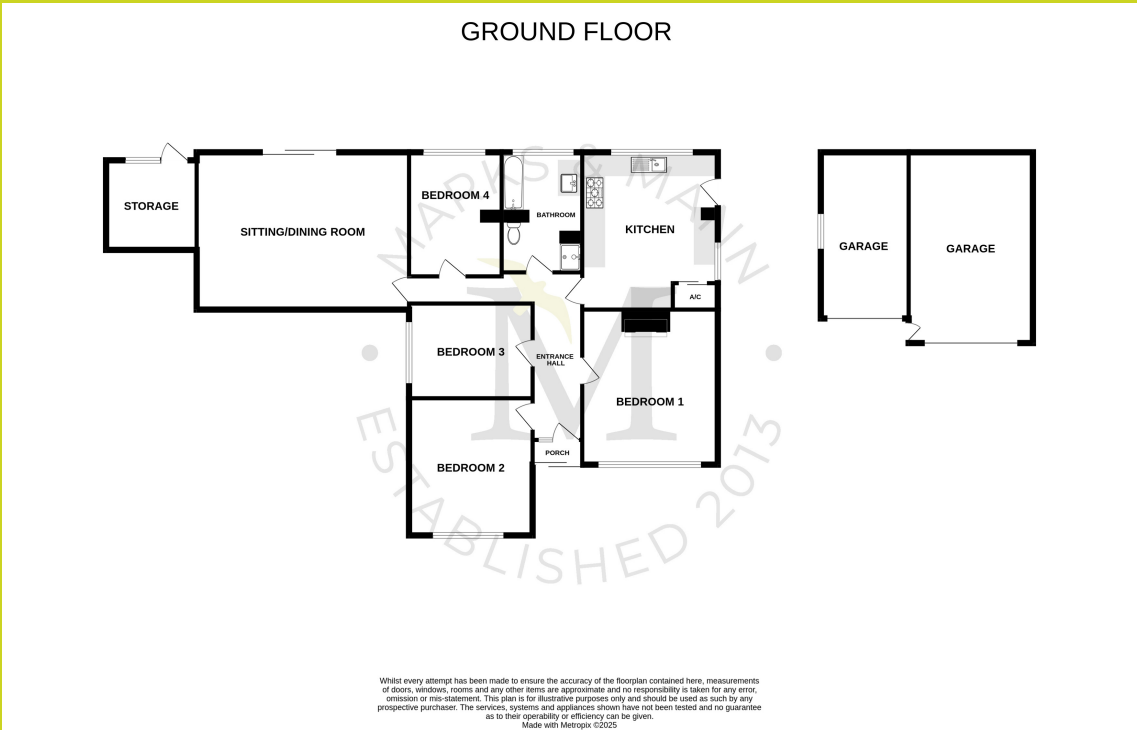 GROUND FLOOR
STORAGE
SITTING/DINING ROOM
BEDROOM 4
BATHROOM
KITCHEN
A/C
GARAGE
GARAGE
BEDROOM 3
ENTRANCE
HALL
BEDROOM 1
BEDROOM 2
PORCH
MARKS & MANN
M
ESTABLISHED 2013
Whilst every attempt has been made to ensure the accuracy of the floorplan contained here, measurements
of doors, windows, rooms and any other items are approximate and no responsibility is taken for any error,
omission or mis-statement. This plan is for illustrative purposes only and should be used as such by any
prospective purchaser. The services, systems and appliances shown have not been tested and no guarantee
as to their operability or efficiency can be given.
Made with Metropix ©2025